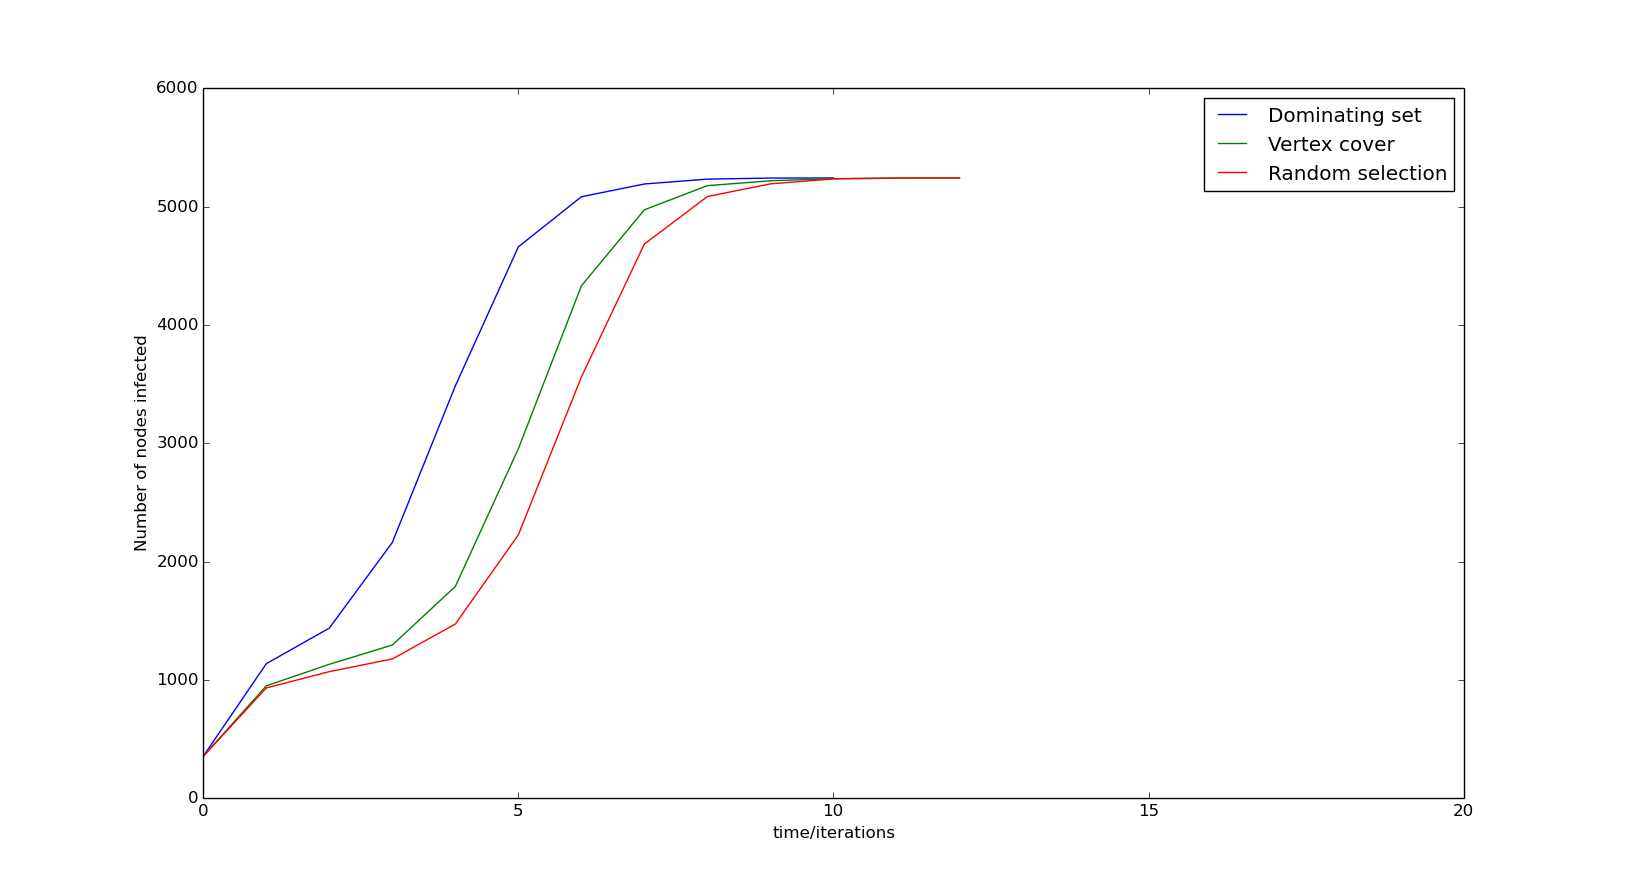 6000
5000
4000
3000
2000
1000
0
Number of nodes infected
0 5 10 15 20
time/iterations
Dominating set
Vertex cover
Random selection